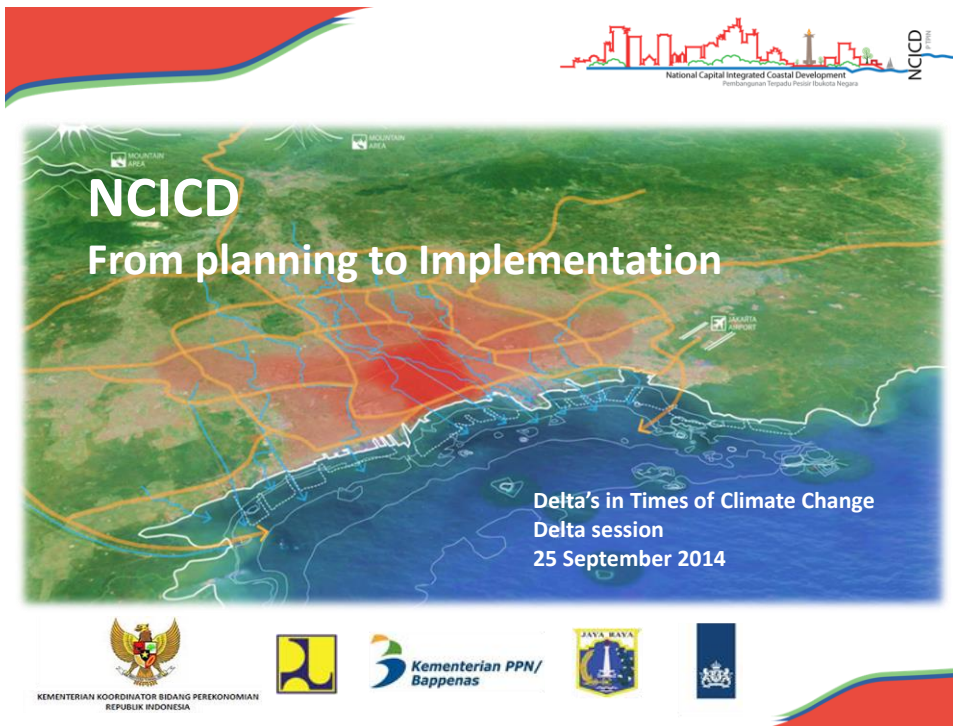 National Capital Integrated Coastal Development
Pembangunan Terpadu Pesisir Ibukota Negara
NCICD
PTPIN
MOUNTAIN
AREA
MOUNTAIN
AREA
NCICD
From planning to Implementation
JAKARTA
AIRPORT
Delta's in Times of Climate Change
Delta session
25 September 2014
KEMENTERIAN KOORDINATOR BIDANG PEREKONOMIAN
REPUBLIK INDONESIA
Kementerian PPN/
Bappenas
JAYA RAYA